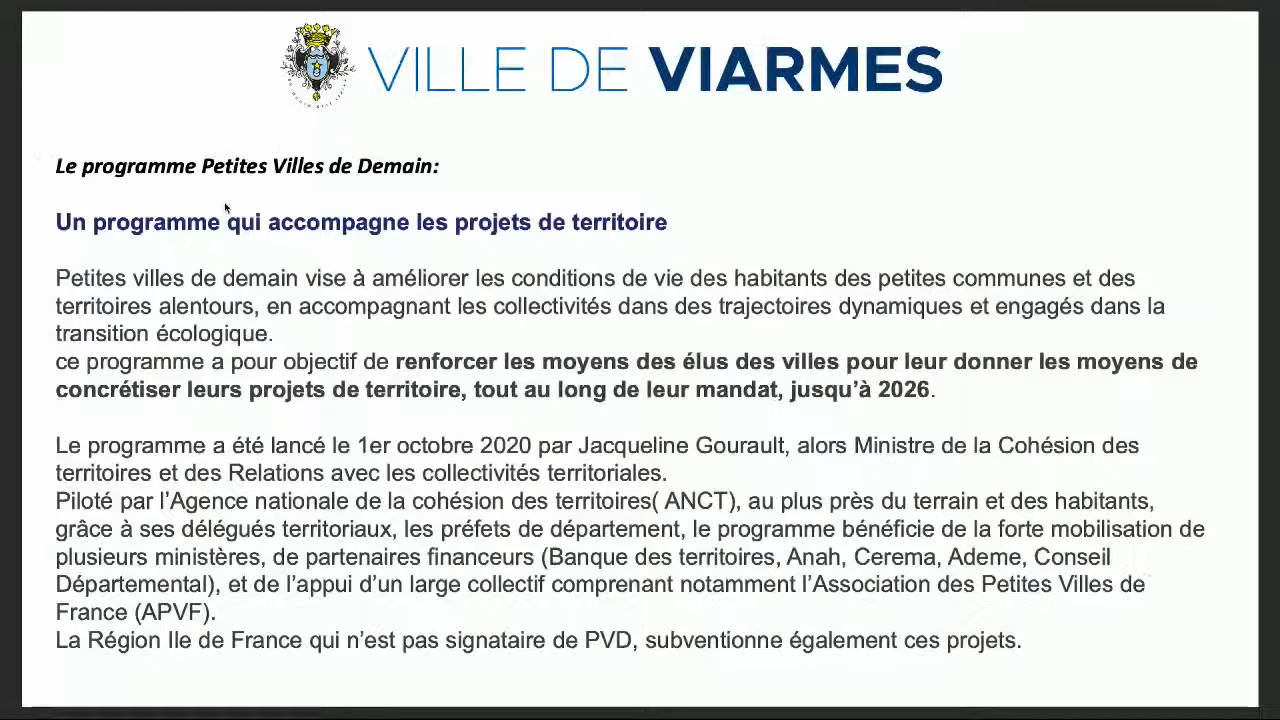 VILLE DE VIARMES
Le programme Petites Villes de Demain:
Un programme qui accompagne les projets de territoire
Petites villes de demain vise à améliorer les conditions de vie des habitants des petites communes et des
territoires alentours, en accompagnant les collectivités dans des trajectoires dynamiques et engagés dans la
transition écologique.
ce programme a pour objectif de renforcer les moyens des élus des villes pour leur donner les moyens de
concrétiser leurs projets de territoire, tout au long de leur mandat, jusqu’à 2026.
Le programme a été lancé le 1er octobre 2020 par Jacqueline Gourault, alors Ministre de la Cohésion des
territoires et des Relations avec les collectivités territoriales.
Piloté par l’Agence nationale de la cohésion des territoires( ANCT), au plus près du terrain et des habitants,
grâce à ses délégués territoriaux, les préfets de département, le programme bénéficie de la forte mobilisation de
plusieurs ministères, de partenaires financeurs (Banque des territoires, Anah, Cerema, Ademe, Conseil
Départemental), et de l’appui d’un large collectif comprenant notamment l’Association des Petites Villes de
France (APVF).
La Région Ile de France qui n’est pas signataire de PVD, subventionne également ces projets.